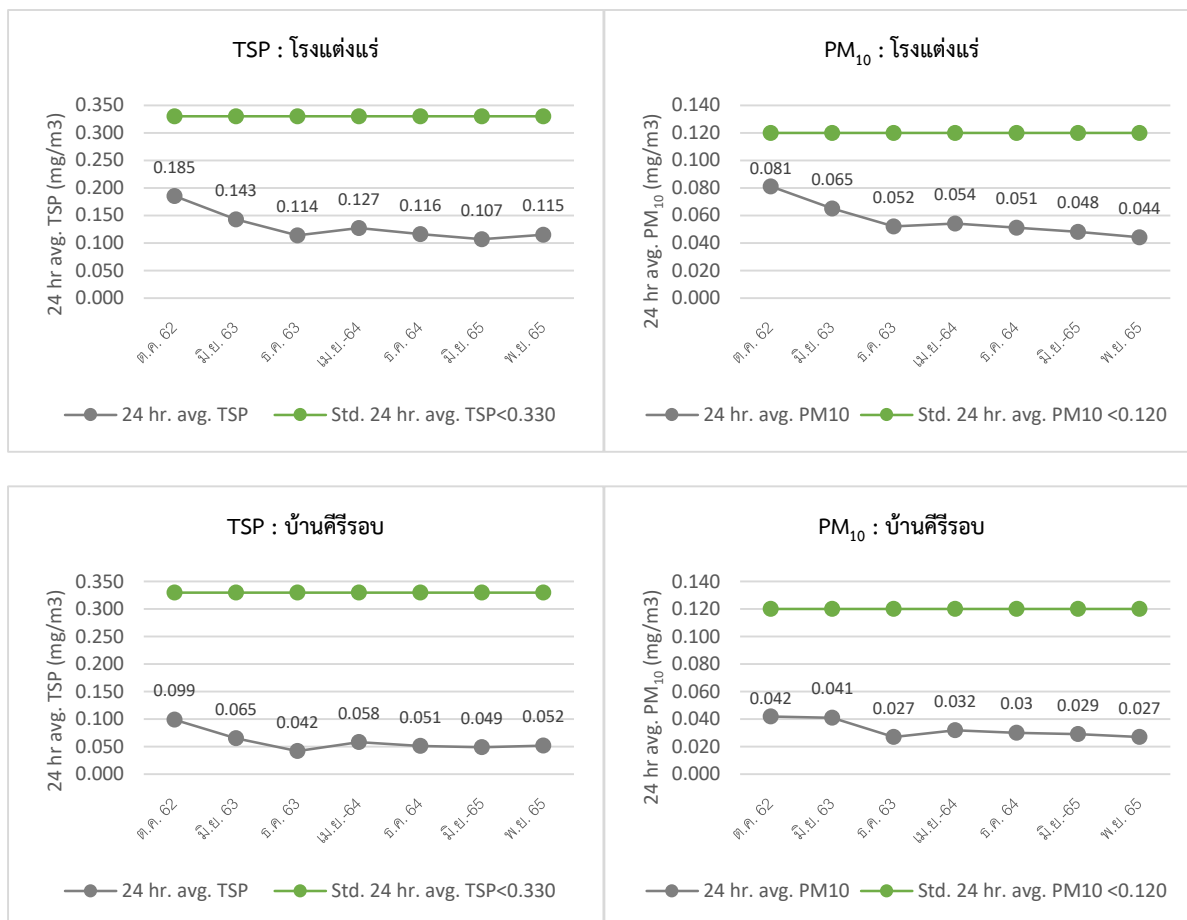 TSP : โรงแต่งแร่
24 hr avg. TSP (mg/m3)
0.350
0.300
0.250
0.200
0.150
0.100
0.050
0.000
0.185 0.143 0.114 0.127 0.116 0.107 0.115
ต.ค. 62 มิ.ย. 63 ธ.ค. 63 เม.ย.-64 ธ.ค. 64 มิ.ย.-65 พ.ย. 65
24 hr. avg. TSP Std. 24 hr. avg. TSP<0.330
PM₁₀ : โรงแต่งแร่
24 hr avg. PM₁₀ (mg/m3)
0.140
0.120
0.100
0.080
0.060
0.040
0.020
0.000
0.081 0.065 0.052 0.054 0.051 0.048 0.044
ต.ค. 62 มิ.ย. 63 ธ.ค. 63 เม.ย.-64 ธ.ค. 64 มิ.ย.-65 พ.ย. 65
24 hr. avg. PM10 Std. 24 hr. avg. PM10 <0.120
TSP : บ้านคีรีรอบ
24 hr avg. TSP (mg/m3)
0.350
0.300
0.250
0.200
0.150
0.100
0.050
0.000
0.099 0.065 0.042 0.058 0.051 0.049 0.052
ต.ค. 62 มิ.ย. 63 ธ.ค. 63 เม.ย.-64 ธ.ค. 64 มิ.ย.-65 พ.ย. 65
24 hr. avg. TSP Std. 24 hr. avg. TSP<0.330
PM₁₀ : บ้านคีรีรอบ
24 hr avg. PM₁₀ (mg/m3)
0.140
0.120
0.100
0.080
0.060
0.040
0.020
0.000
0.042 0.041 0.027 0.032 0.03 0.029 0.027
ต.ค. 62 มิ.ย. 63 ธ.ค. 63 เม.ย.-64 ธ.ค. 64 มิ.ย.-65 พ.ย. 65
24 hr. avg. PM10 Std. 24 hr. avg. PM10 <0.120